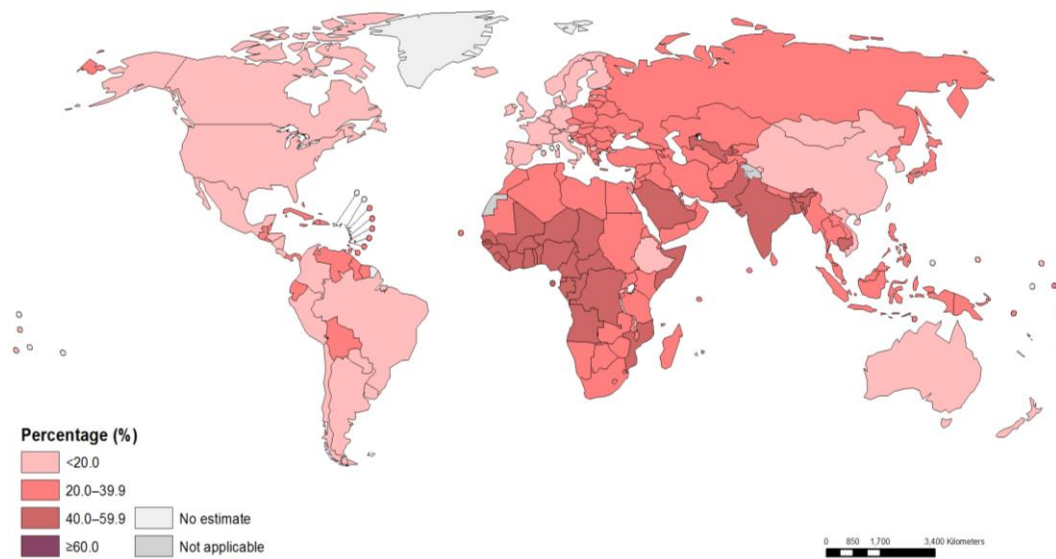 Percentage (%)
<20.0
20.0–39.9
40.0–59.9
≥60.0
No estimate
Not applicable
0 850 1,700 3,400 Kilometers